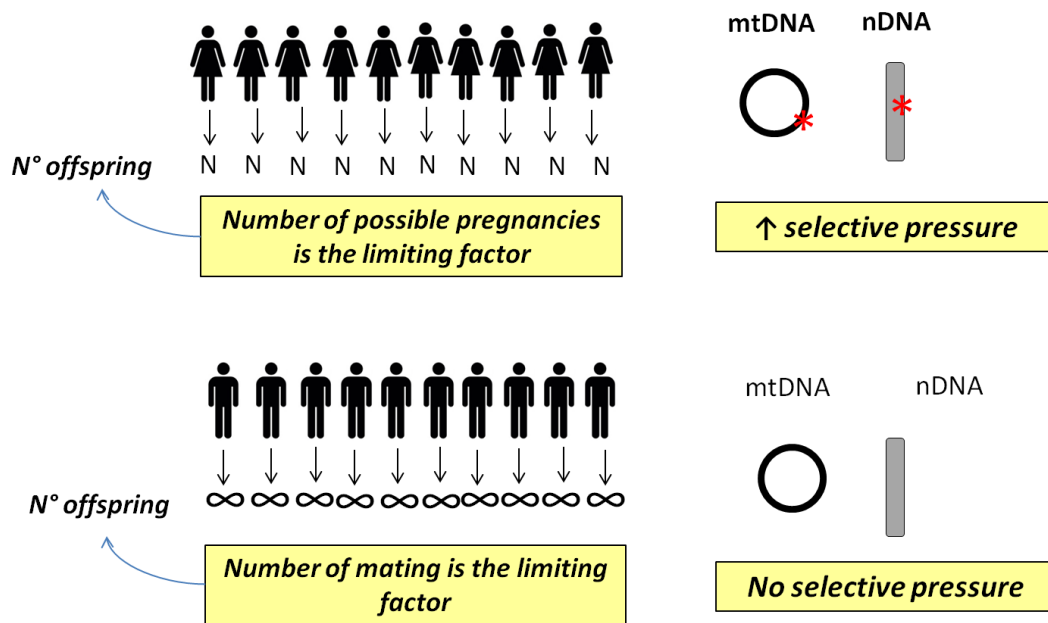 mtDNA nDNA
* *
N° offspring N N N N N N N N N N
Number of possible pregnancies
is the limiting factor
↑ selective pressure
mtDNA nDNA
N° offspring ∞ ∞ ∞ ∞ ∞ ∞ ∞ ∞ ∞ ∞
Number of mating is the limiting
factor
No selective pressure